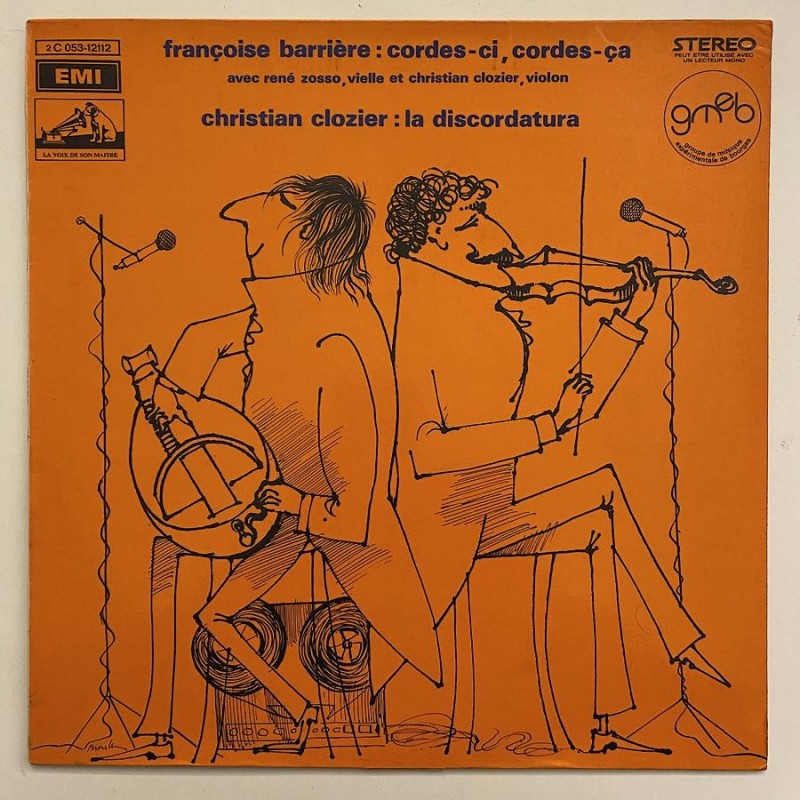 2 C 053-12112
EMI
LA VOIX DE SON MAITRE
françoise barrière : cordes-ci, cordes-ça
avec rené zosso, vielle et christian clozier, violon
christian clozier : la discordatura
STEREO
PEUT ETRE UTILISE AVEC
UN LECTEUR MONO
gmeb
groupe de musique
expérimentale de bourges